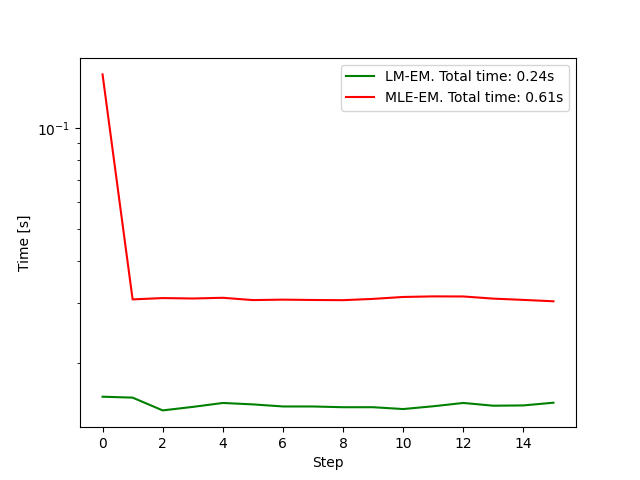 LM-EM. Total time: 0.24s
MLE-EM. Total time: 0.61s
10⁻¹
Time [s]
0 2 4 6 8 10 12 14
Step